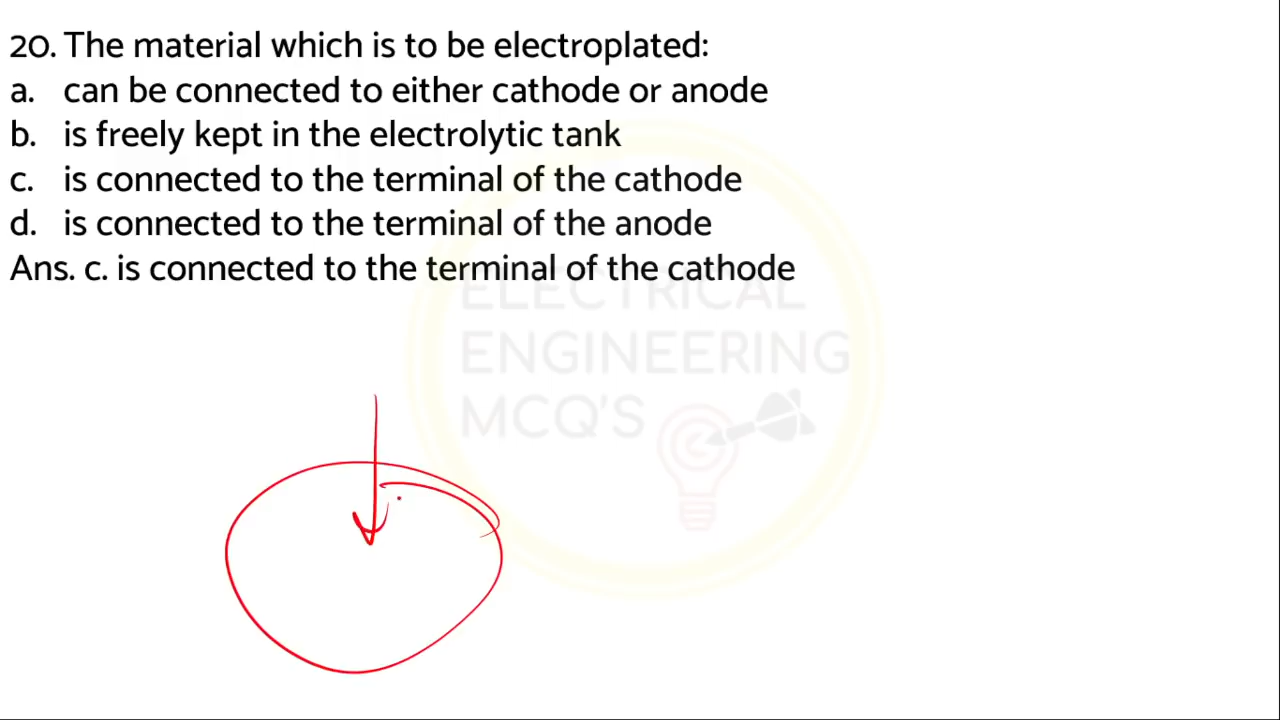 20. The material which is to be electroplated:
a. can be connected to either cathode or anode
b. is freely kept in the electrolytic tank
c. is connected to the terminal of the cathode
d. is connected to the terminal of the anode
Ans. c. is connected to the terminal of the cathode
ELECTRICAL
ENGINEERING
MCQ'S